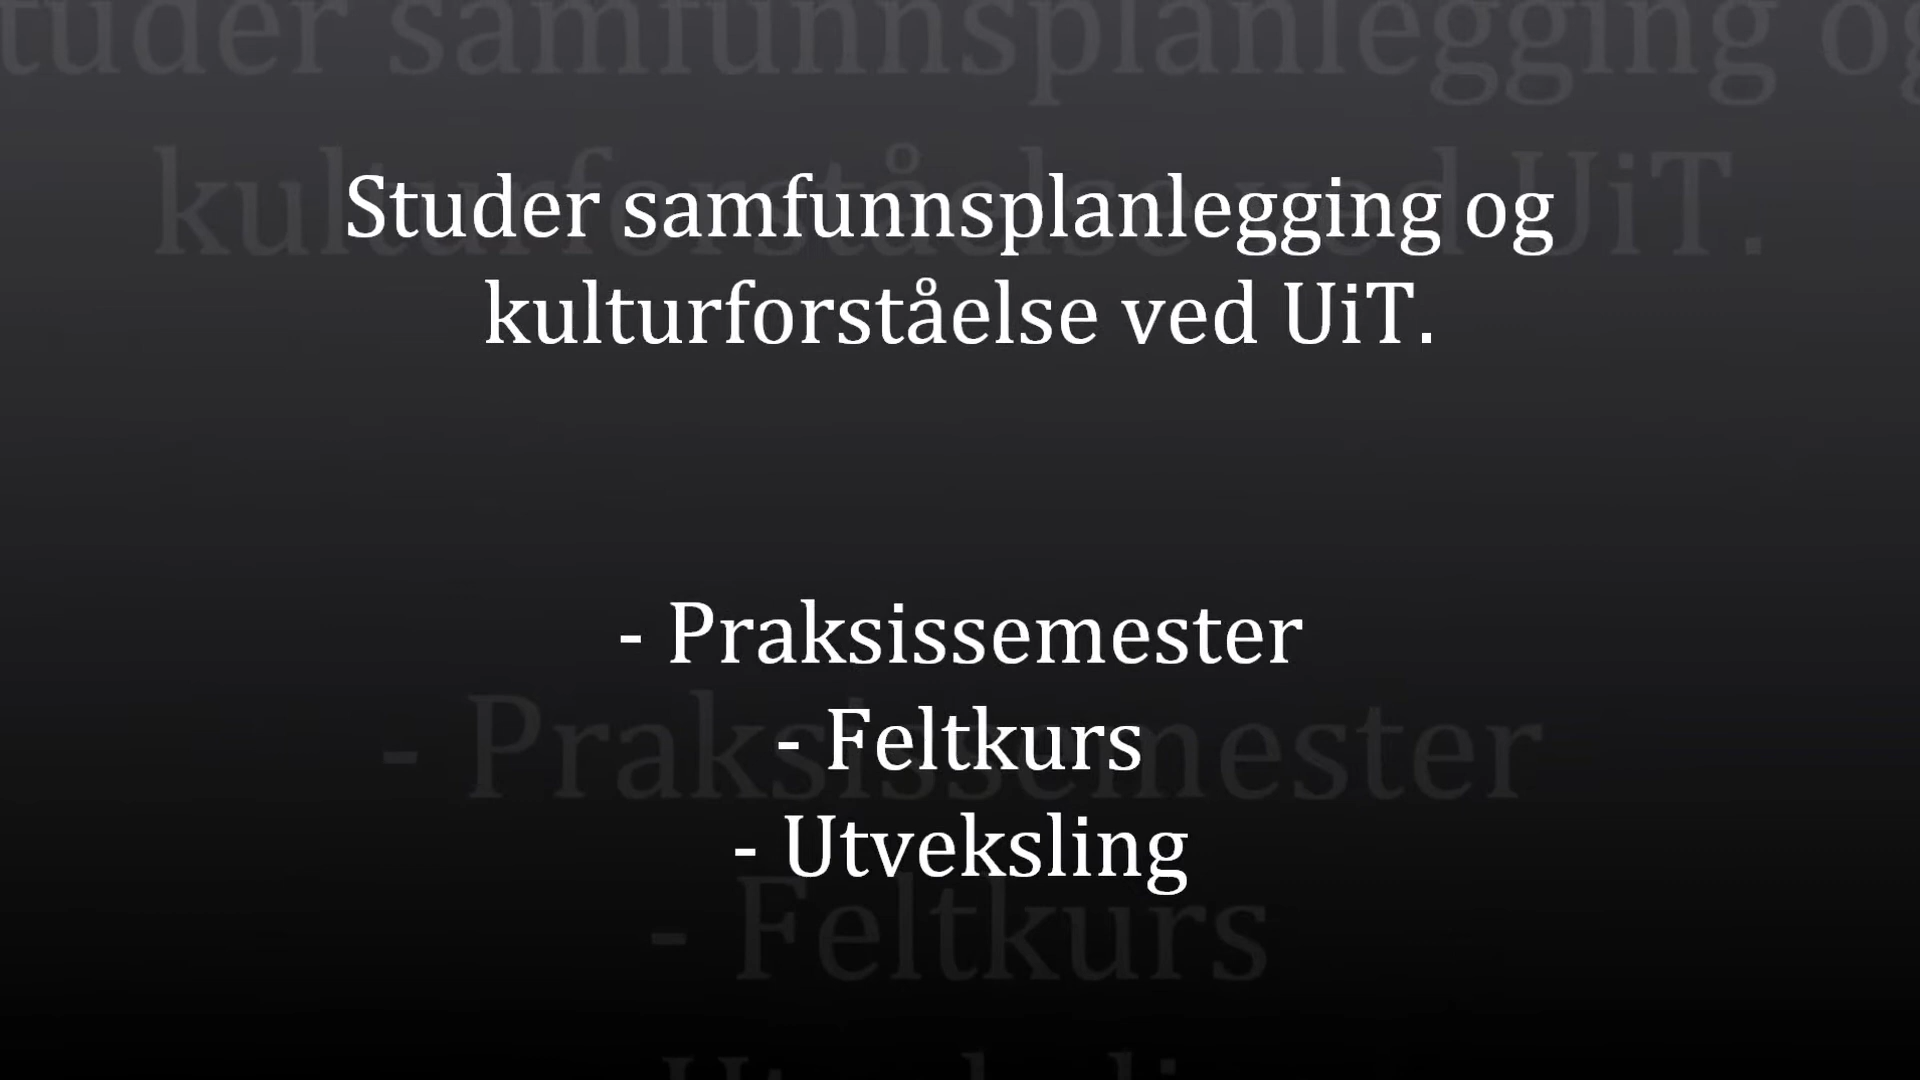 Studer samfunnsplanlegging og
kulturforståelse ved UiT.
- Praksissemester
- Feltkurs
- Utveksling